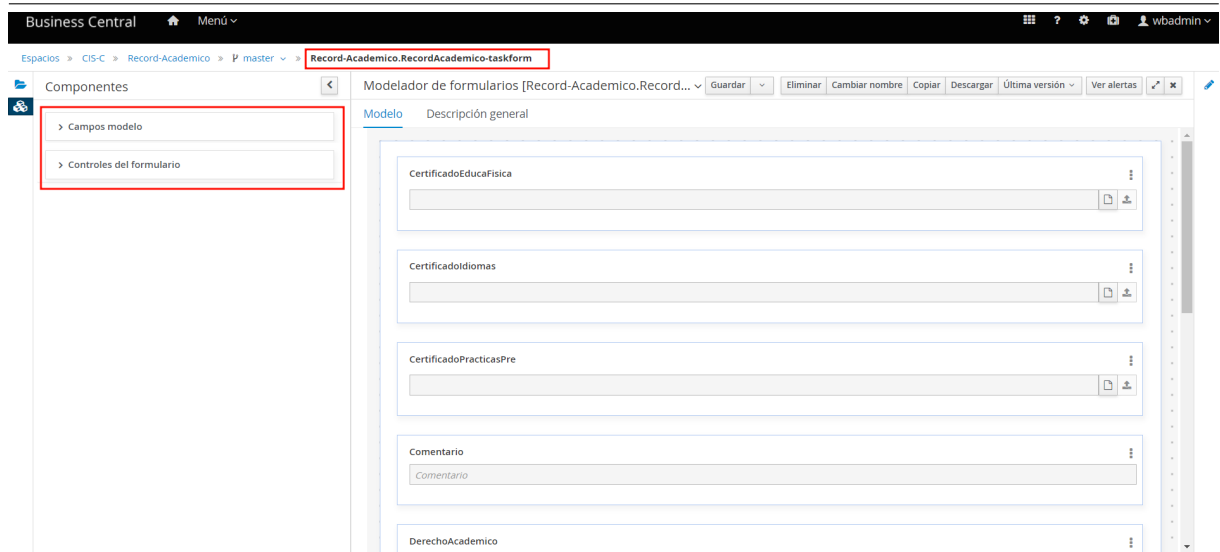 Business Central Menú ? wbadmin
Espacios » CIS-C » Record-Academico » master » Record-Academico.RecordAcademico-taskform
Componentes
Modelador de formularios [Record-Academico.Record... Guardar Eliminar Cambiar nombre Copiar Descargar Última versión Ver alertas
Modelo Descripción general
> Campos modelo
> Controles del formulario
CertificadoEducaFisica
CertificadoIdiomas
CertificadoPracticasPre
Comentario
Comentario
DerechoAcademico